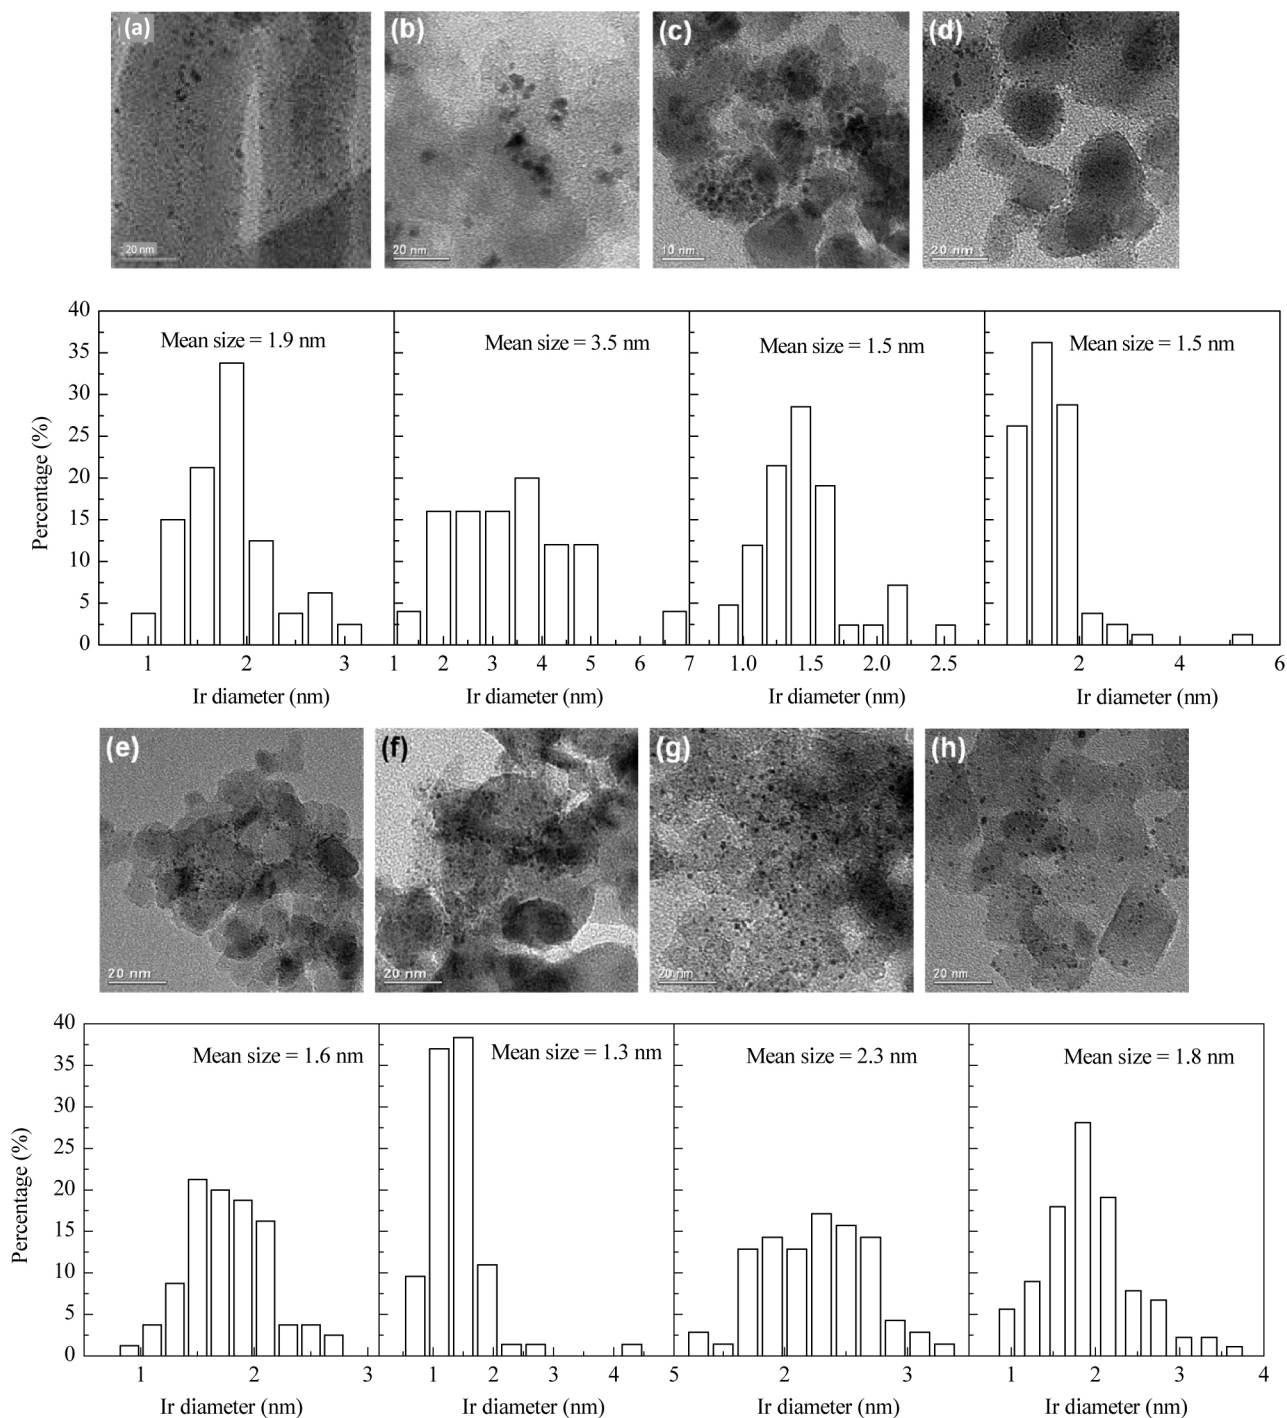 (a) (b) (c) (d)
20 nm 20 nm 10 nm 20 nm
40
Mean size = 1.9 nm Mean size = 3.5 nm Mean size = 1.5 nm Mean size = 1.5 nm
35
30
25
20
15
10
5
0
Percentage (%)
1 2 3 1 2 3 4 5 6 7 1.0 1.5 2.0 2.5 2 4 6
Ir diameter (nm) Ir diameter (nm) Ir diameter (nm) Ir diameter (nm)
(e) (f) (g) (h)
20 nm 20 nm 20 nm 20 nm
40
Mean size = 1.6 nm Mean size = 1.3 nm Mean size = 2.3 nm Mean size = 1.8 nm
35
30
25
20
15
10
5
0
Percentage (%)
1 2 3 1 2 3 4 5 2 3 1 2 3 4
Ir diameter (nm) Ir diameter (nm) Ir diameter (nm) Ir diameter (nm)